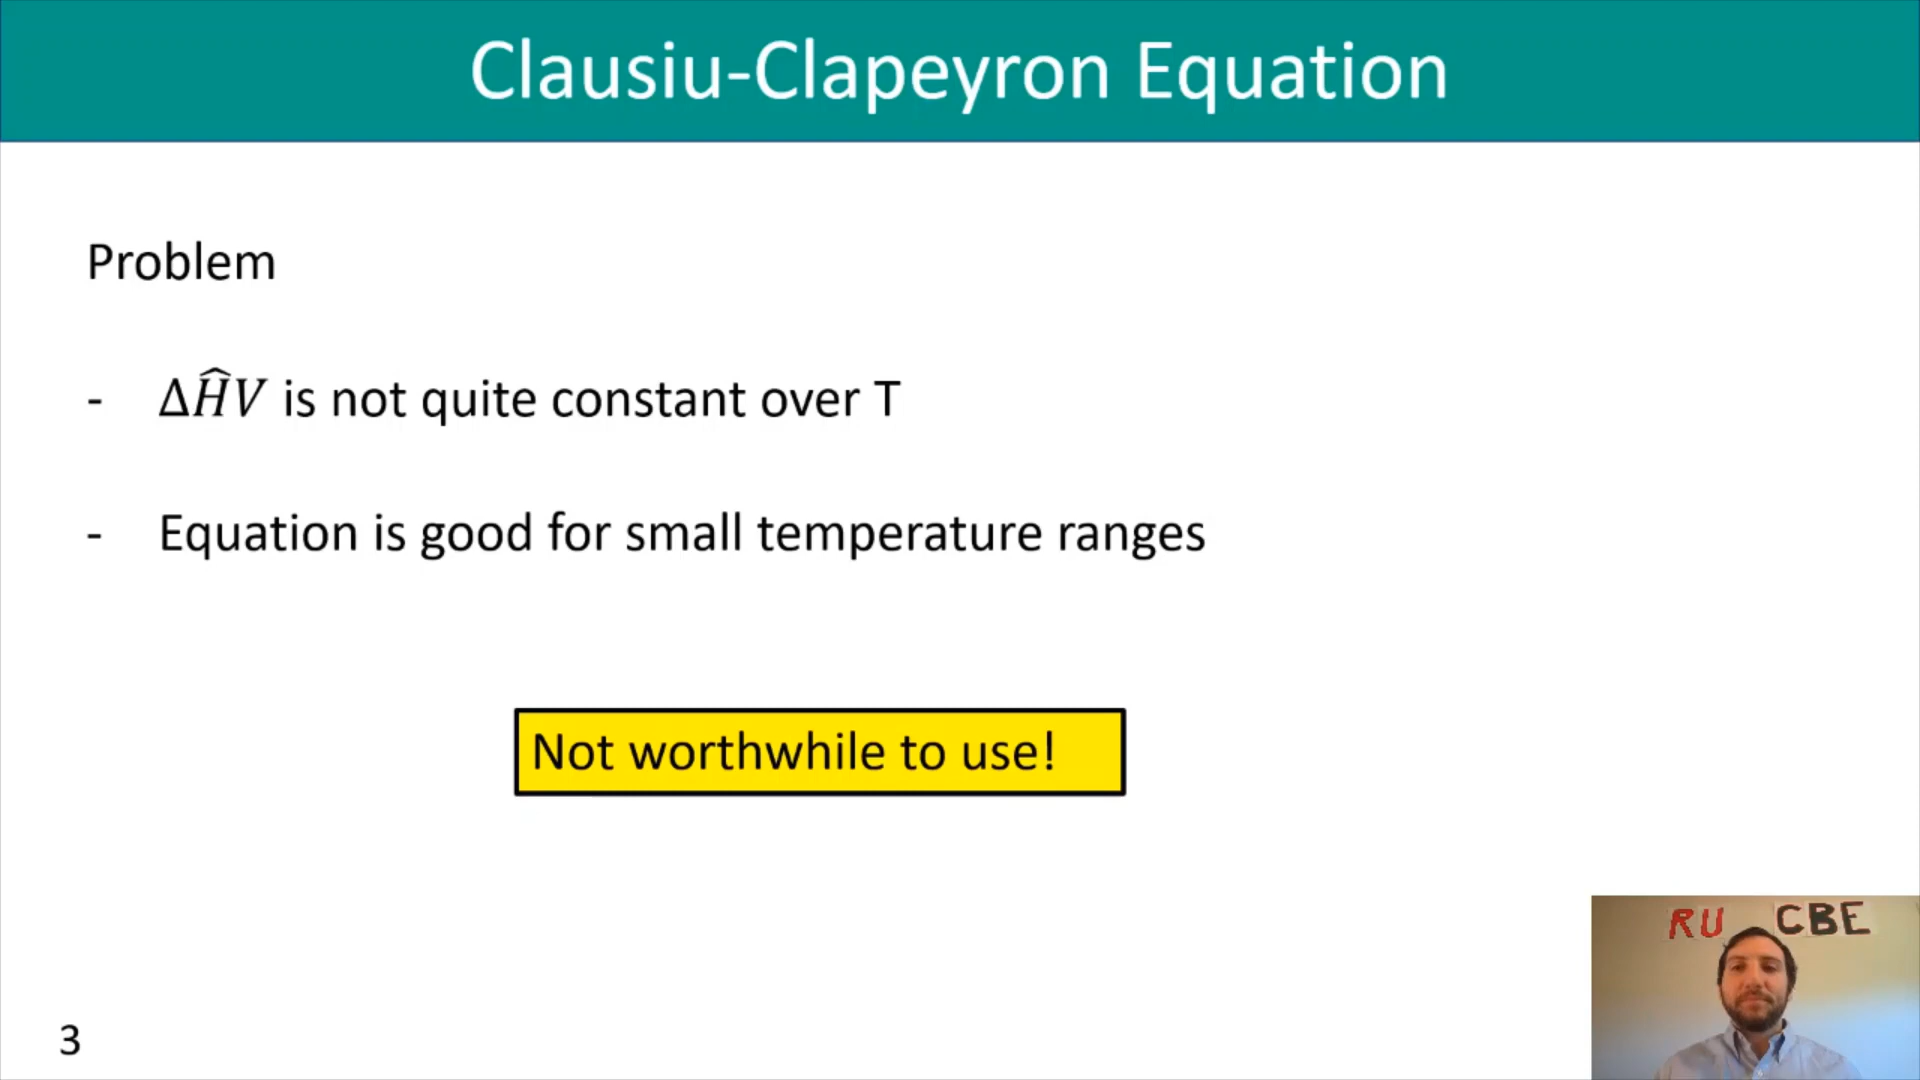 Clausiu-Clapeyron Equation
Problem
- Δ𝐻̂𝑉 is not quite constant over T
- Equation is good for small temperature ranges
Not worthwhile to use!
RU CBE
3